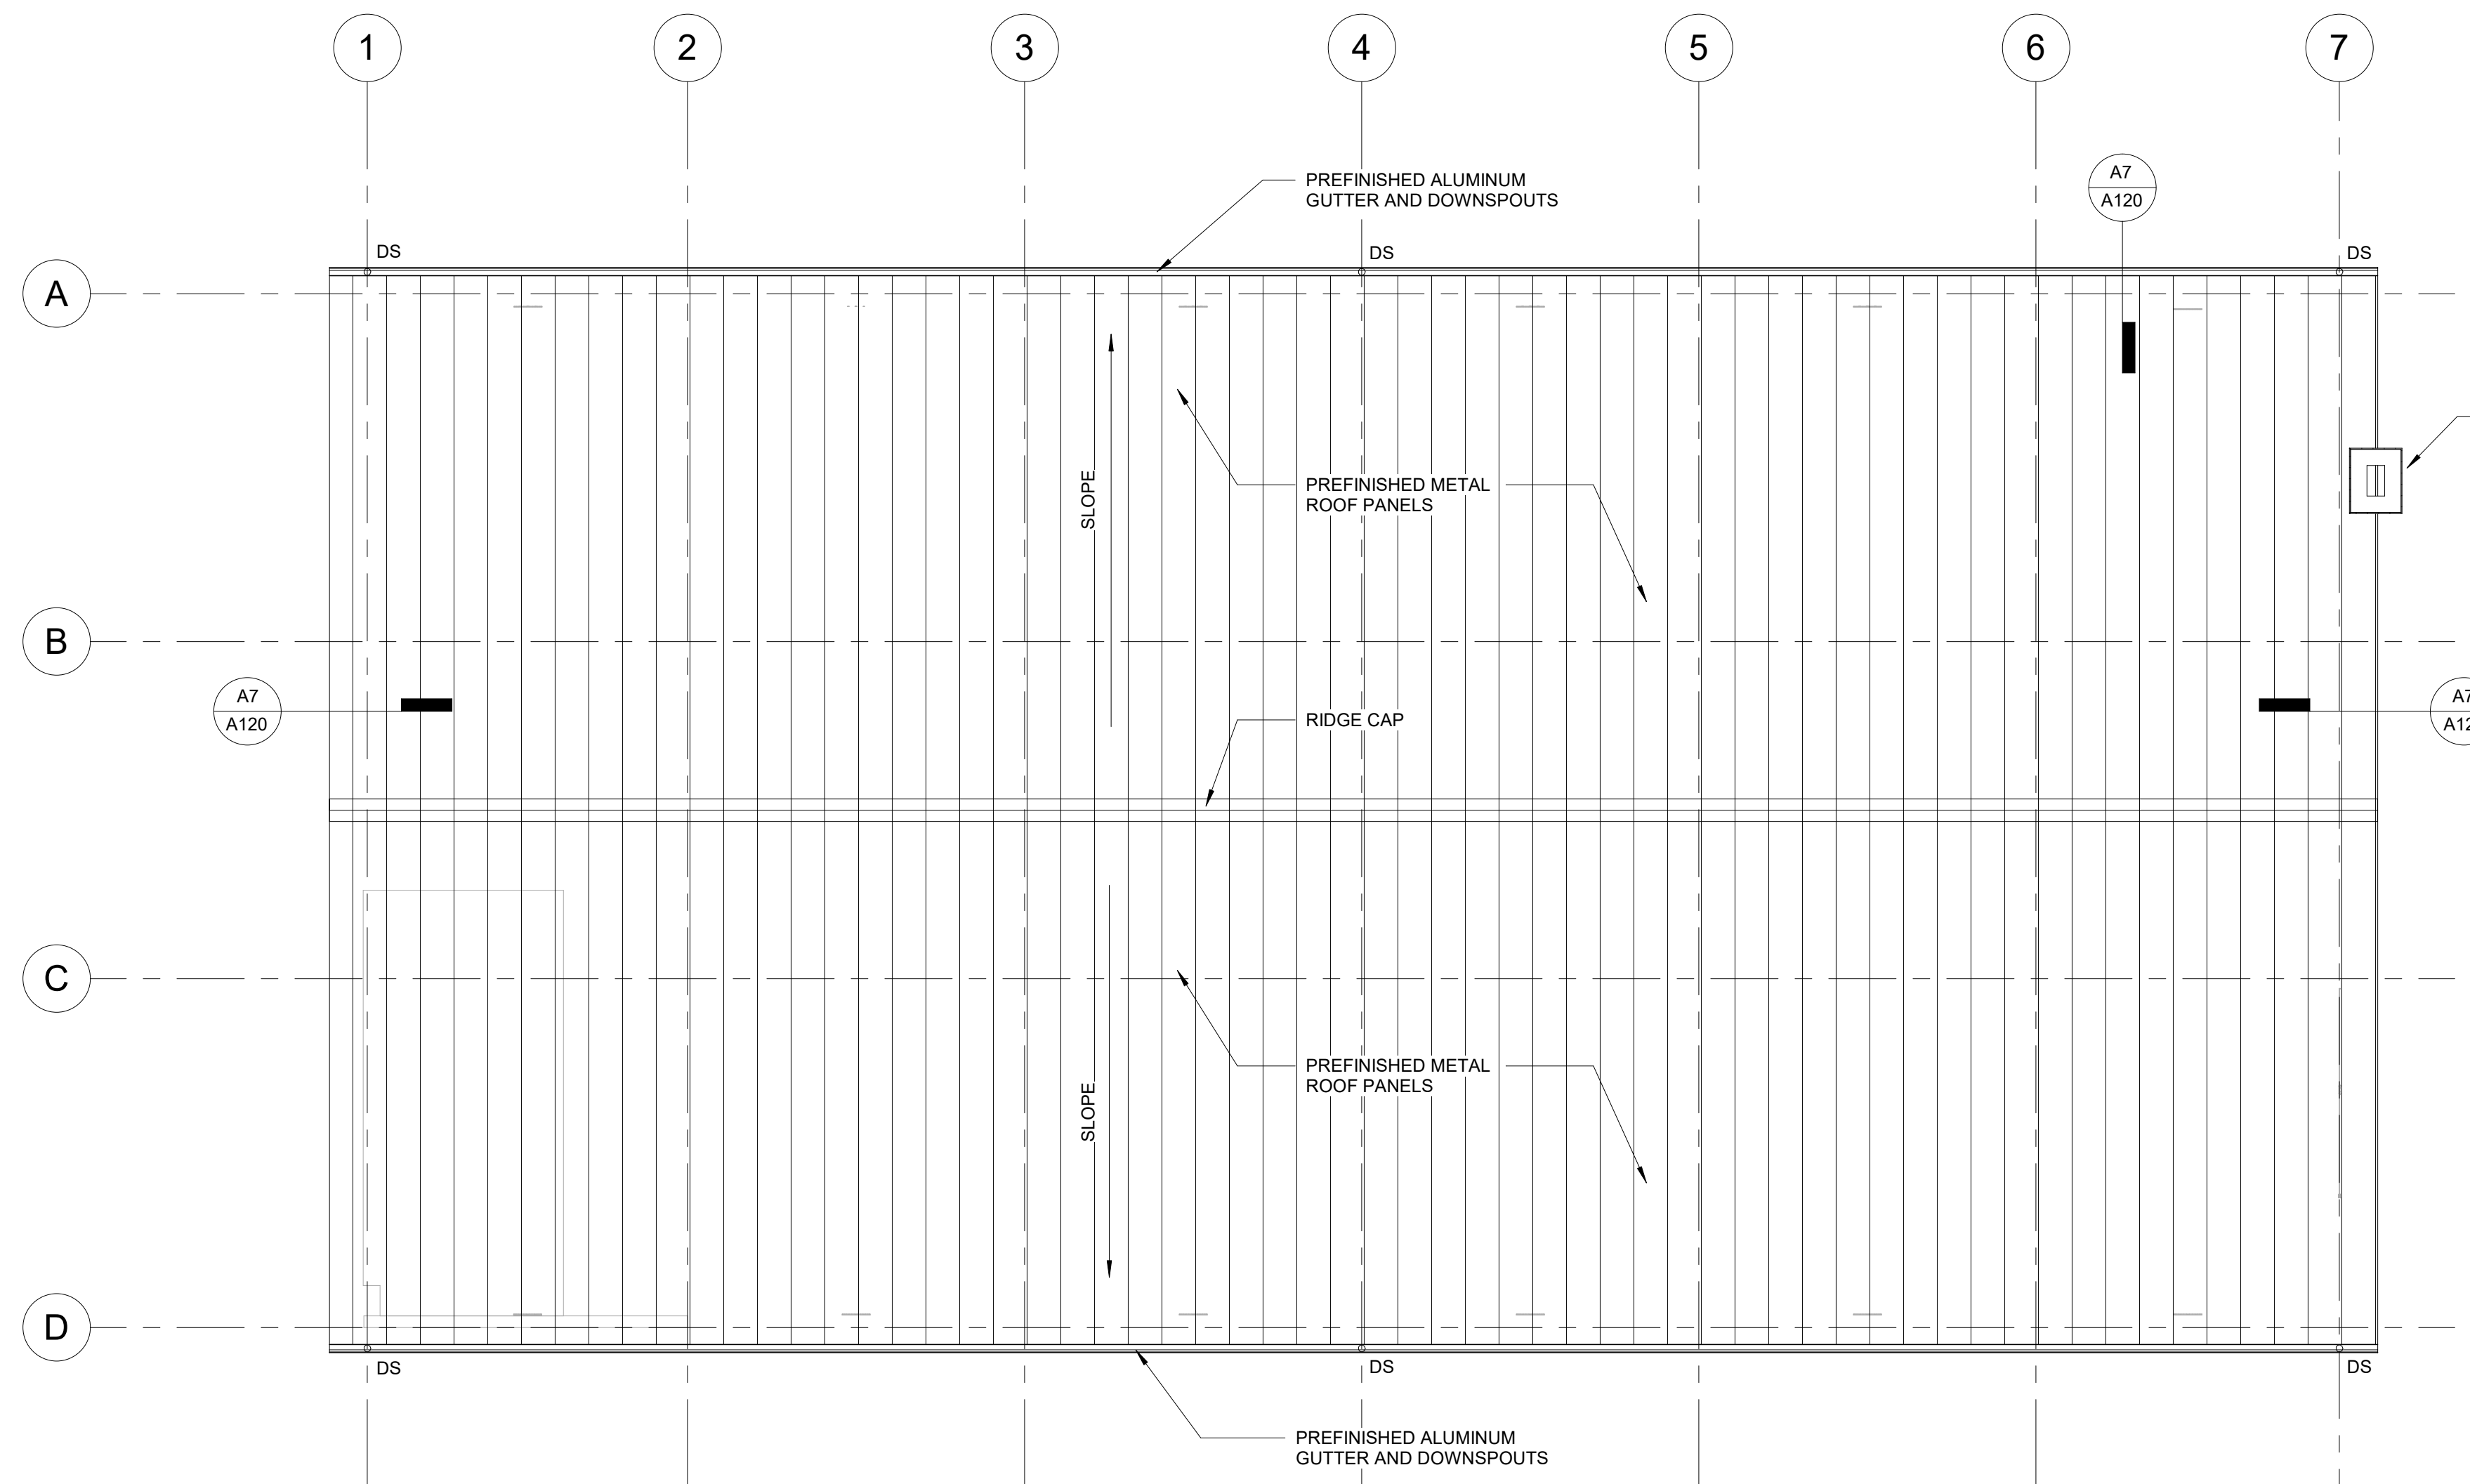 1 2 3 4 5 6 7
PREFINISHED ALUMINUM
GUTTER AND DOWNSPOUTS
A7
A120
DS DS DS
A
PREFINISHED METAL
ROOF PANELS
SLOPE
B
A7
A120
RIDGE CAP
C
PREFINISHED METAL
ROOF PANELS
SLOPE
D
DS DS DS
PREFINISHED ALUMINUM
GUTTER AND DOWNSPOUTS